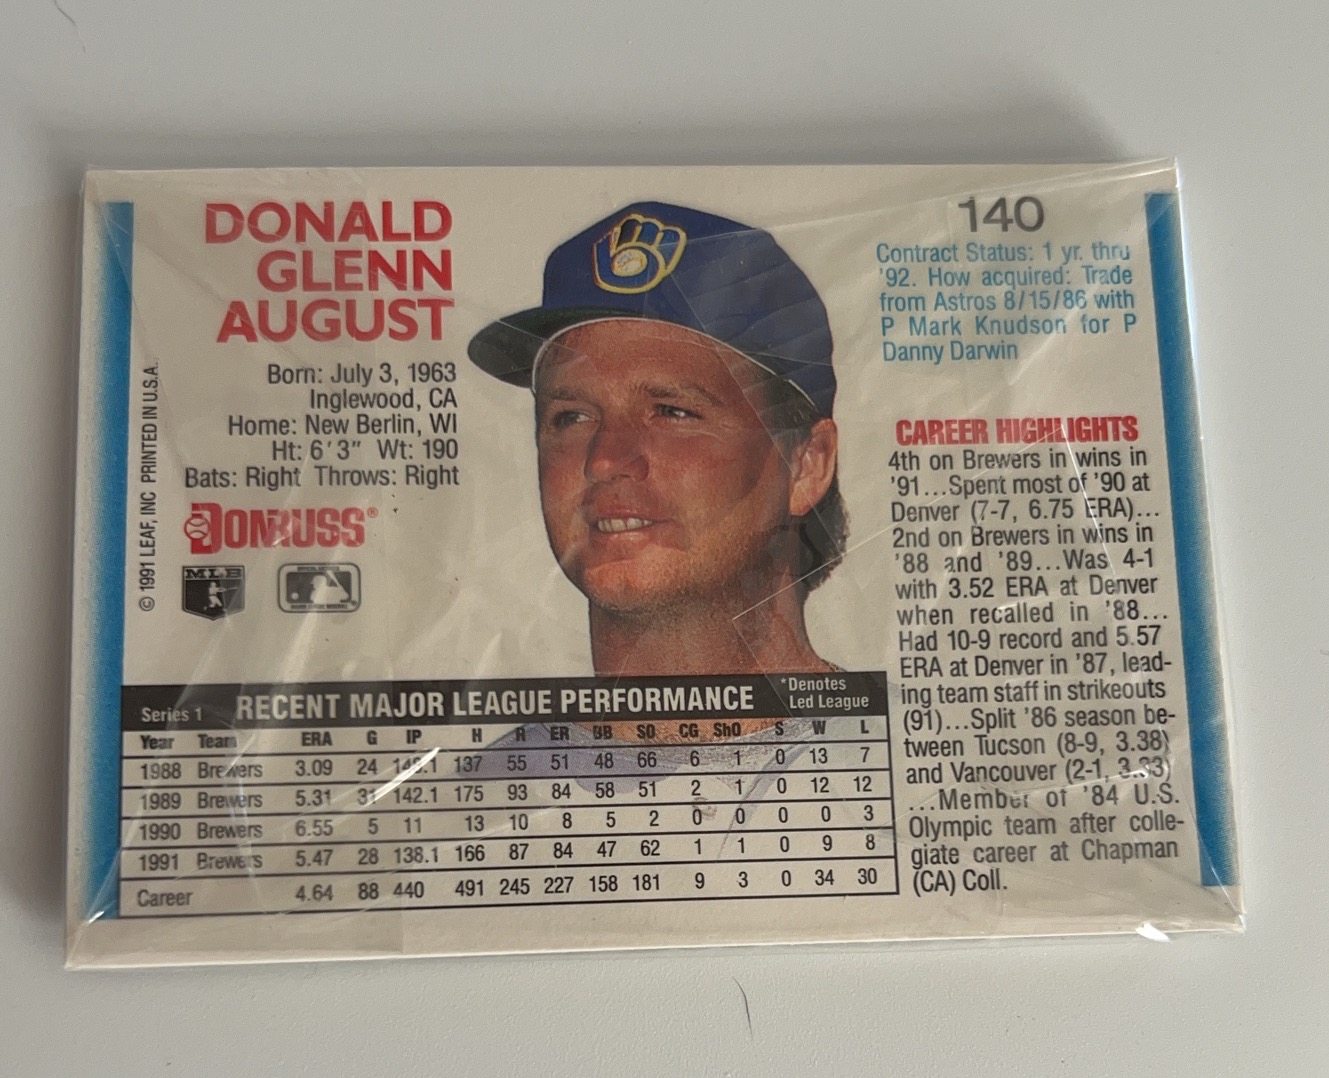 DONALD
GLENN
AUGUST
Born: July 3, 1963
Inglewood, CA
Home: New Berlin, WI
Ht: 6'3" Wt: 190
Bats: Right Throws: Right
DONRUSS®
MLB
© 1991 LEAF, INC PRINTED IN U.S.A.
140
Contract Status: 1 yr. thru
'92. How acquired: Trade
from Astros 8/15/86 with
P Mark Knudson for P
Danny Darwin
CAREER HIGHLIGHTS
4th on Brewers in wins in
'91...Spent most of '90 at
Denver (7-7, 6.75 ERA)...
2nd on Brewers in wins in
'88 and '89...Was 4-1
with 3.52 ERA at Denver
when recalled in '88...
Had 10-9 record and 5.57
ERA at Denver in '87, lead-
ing team staff in strikeouts
(91)...Split '86 season be-
tween Tucson (8-9, 3.38)
and Vancouver (2-1, 3.33)
...Member of '84 U.S.
Olympic team after colle-
giate career at Chapman
(CA) Coll.
Series 1 RECENT MAJOR LEAGUE PERFORMANCE *Denotes
Led League
Year Team ERA G IP H R ER BB SO CG ShO S W L
1988 Brewers 3.09 24 148.1 137 55 51 48 66 6 1 0 13 7
1989 Brewers 5.31 31 142.1 175 93 84 58 51 2 1 0 12 12
1990 Brewers 6.55 5 11 13 10 8 5 2 0 0 0 0 3
1991 Brewers 5.47 28 138.1 166 87 84 47 62 1 1 0 9 8
Career 4.64 88 440 491 245 227 158 181 9 3 0 34 30